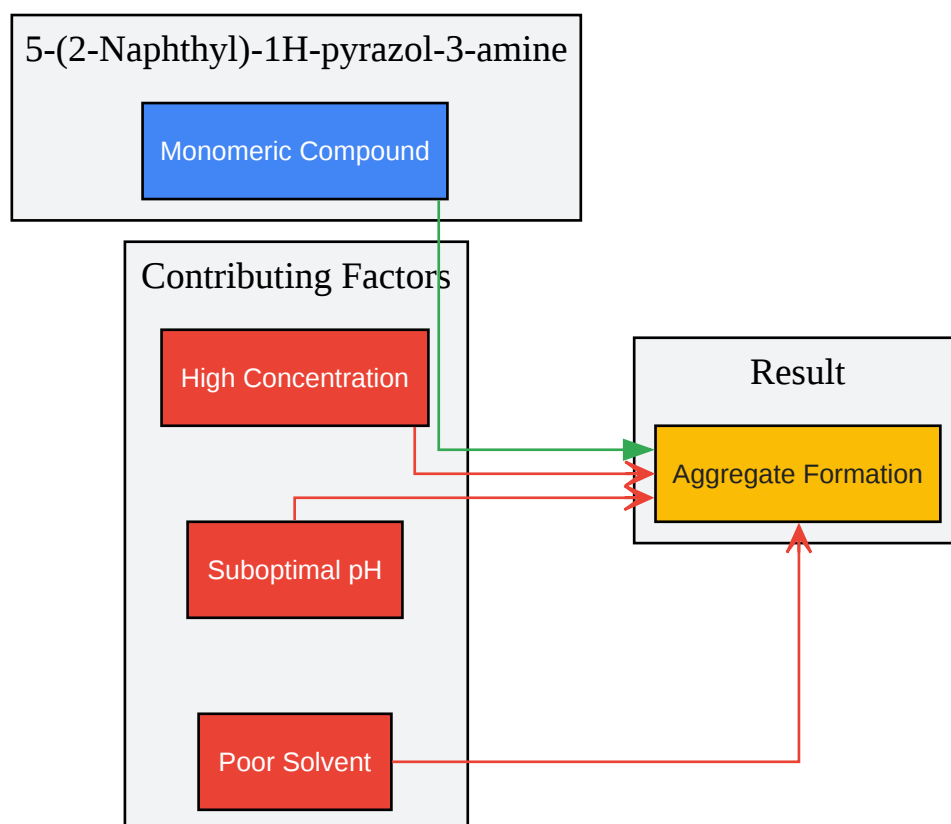 5-(2-Naphthyl)-1H-pyrazol-3-amine
Monomeric Compound
Contributing Factors
High Concentration
Suboptimal pH
Poor Solvent
Result
Aggregate Formation